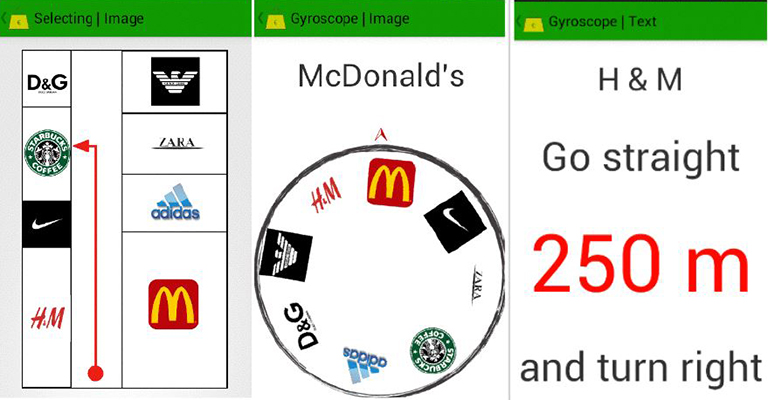 Selecting | Image
D&G
STARBUCKS
COFFEE
H&M
ZARA
adidas
Gyroscope | Image
McDonald's
H&M
ZARA
D&G
adidas
STARBUCKS
COFFEE
Gyroscope | Text
H & M
Go straight
250 m
and turn right